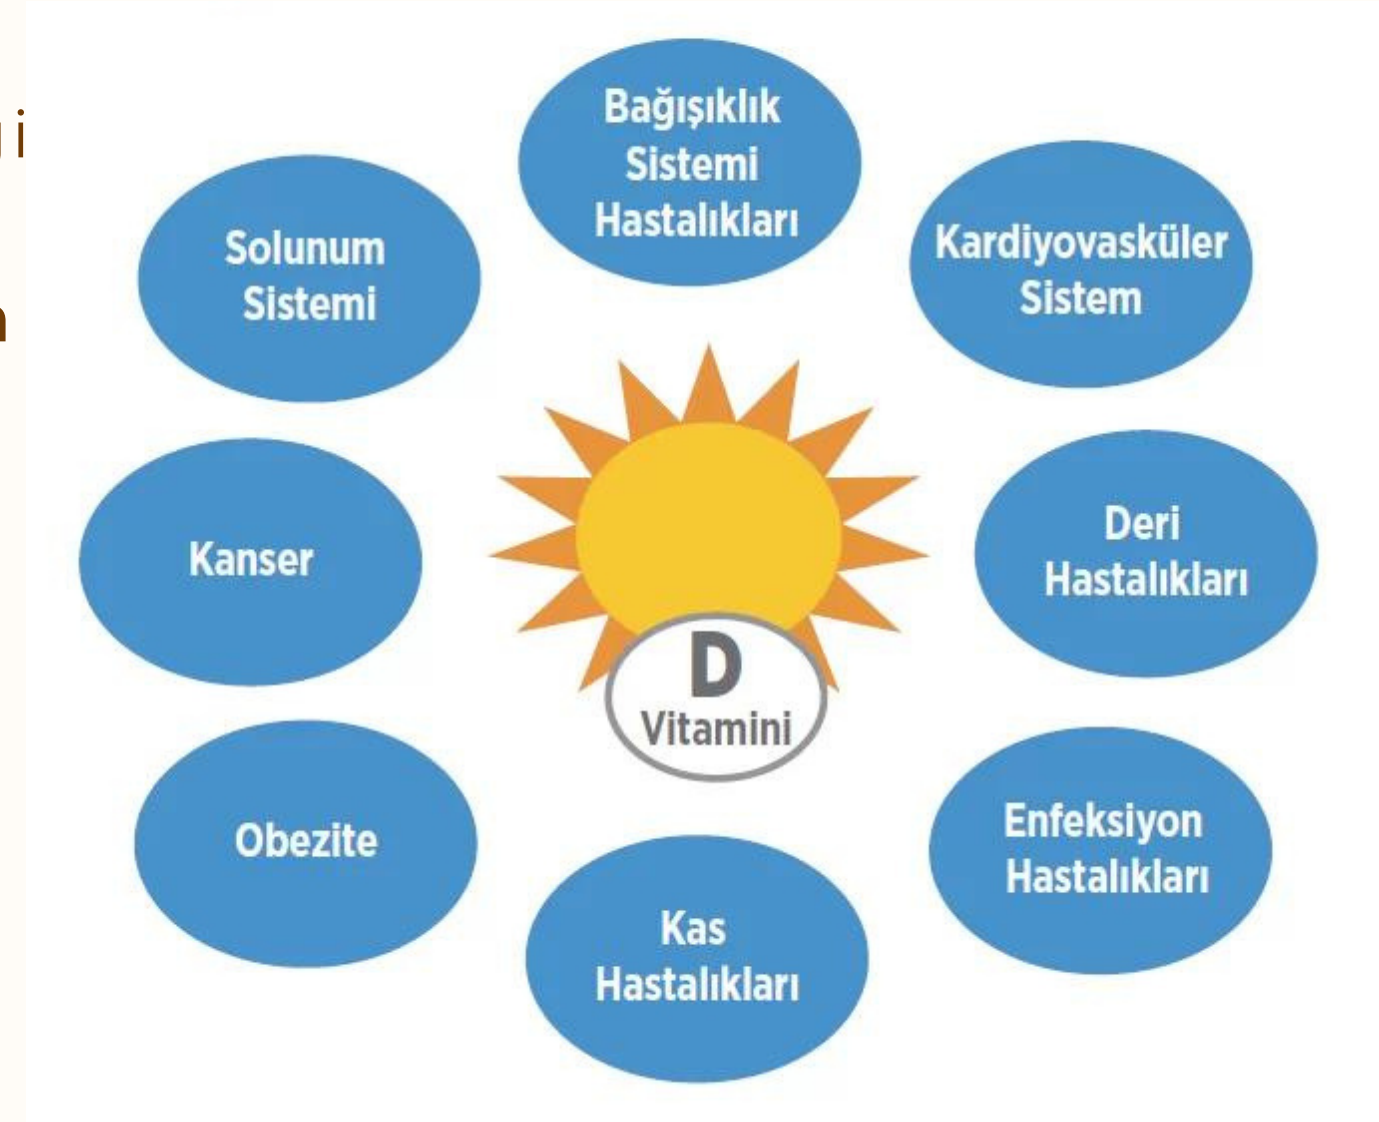 Bağışıklık
Sistemi
Hastalıkları
Solunum
Sistemi
Kardiyovasküler
Sistem
Kanser
Deri
Hastalıkları
D
Vitamini
Obezite
Enfeksiyon
Hastalıkları
Kas
Hastalıkları